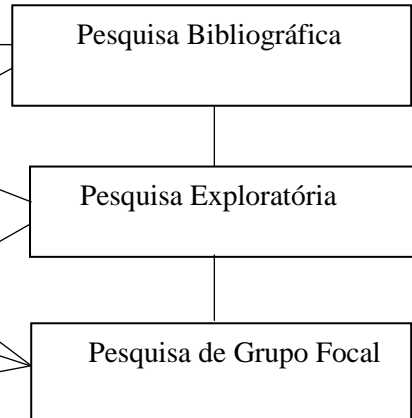 Pesquisa Bibliográfica
Pesquisa Exploratória
Pesquisa de Grupo Focal